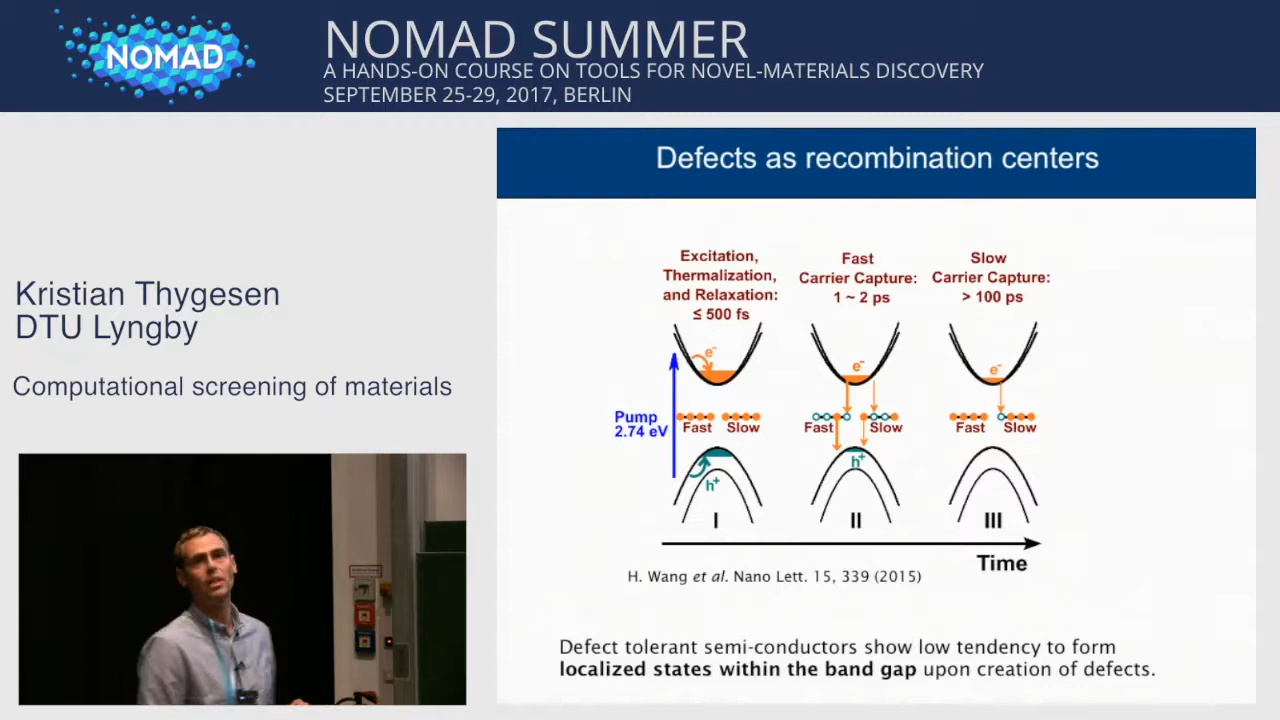 NOMAD
NOMAD SUMMER
A HANDS-ON COURSE ON TOOLS FOR NOVEL-MATERIALS DISCOVERY
SEPTEMBER 25-29, 2017, BERLIN
Kristian Thygesen
DTU Lyngby
Computational screening of materials
Defects as recombination centers
Excitation,
Thermalization,
and Relaxation:
≤ 500 fs
Fast
Carrier Capture:
1 ~ 2 ps
Slow
Carrier Capture:
> 100 ps
e⁻
e⁻
e⁻
Pump
2.74 eV
Fast Slow
Fast Slow
Fast Slow
h⁺
h⁺
I
II
III
Time
H. Wang et al. Nano Lett. 15, 339 (2015)
Defect tolerant semi-conductors show low tendency to form
localized states within the band gap upon creation of defects.